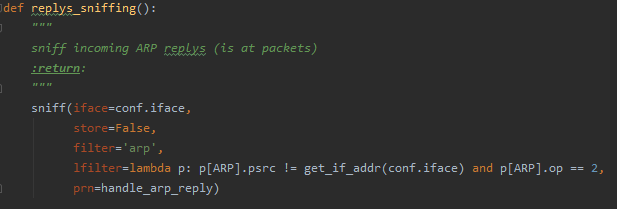 def replys_sniffing():
"""
sniff incoming ARP replys (is at packets)
:return:
"""
sniff(iface=conf.iface,
store=False,
filter='arp',
lfilter=lambda p: p[ARP].psrc != get_if_addr(conf.iface) and p[ARP].op == 2,
prn=handle_arp_reply)